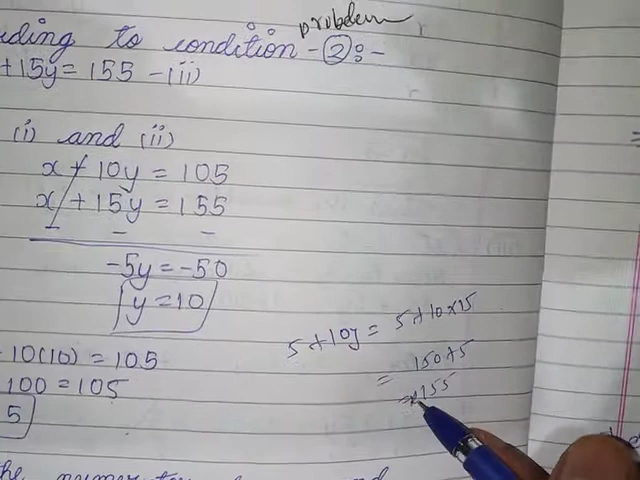 problem
uding to condition - ② :-
+15y = 155 - (ii)
(i) and (ii)
x + 10y = 105
x + 15y = 155
- - -
-5y = -50
y = 10
5 + 10y = 5 + 10×15
= 150 + 5
= 155
10(10) = 105
100 = 105
5